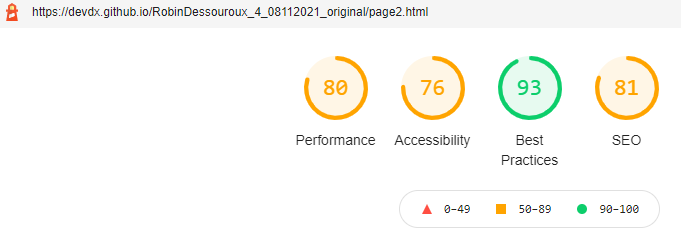 https://devdx.github.io/RobinDessouroux_4_08112021_original/page2.html
80 76 93 81
Performance Accessibility Best Practices SEO
0–49 50–89 90–100